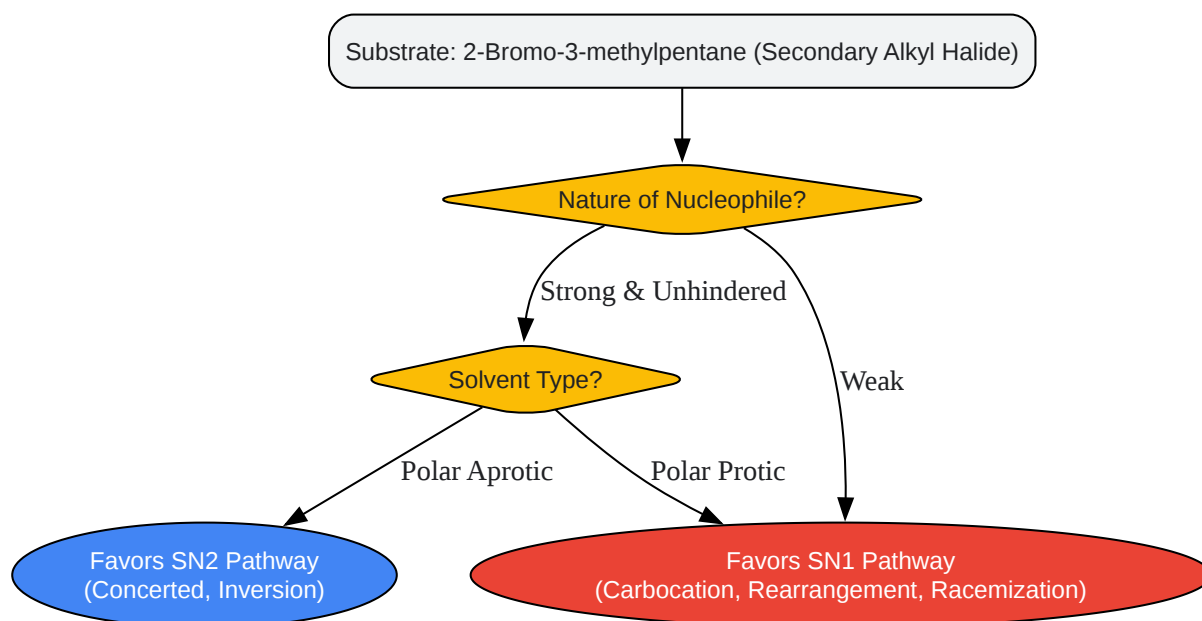 Substrate: 2-Bromo-3-methylpentane (Secondary Alkyl Halide)
Nature of Nucleophile?
Strong & Unhindered
Solvent Type?
Weak
Polar Aprotic
Polar Protic
Favors SN2 Pathway
(Concerted, Inversion)
Favors SN1 Pathway
(Carbocation, Rearrangement, Racemization)